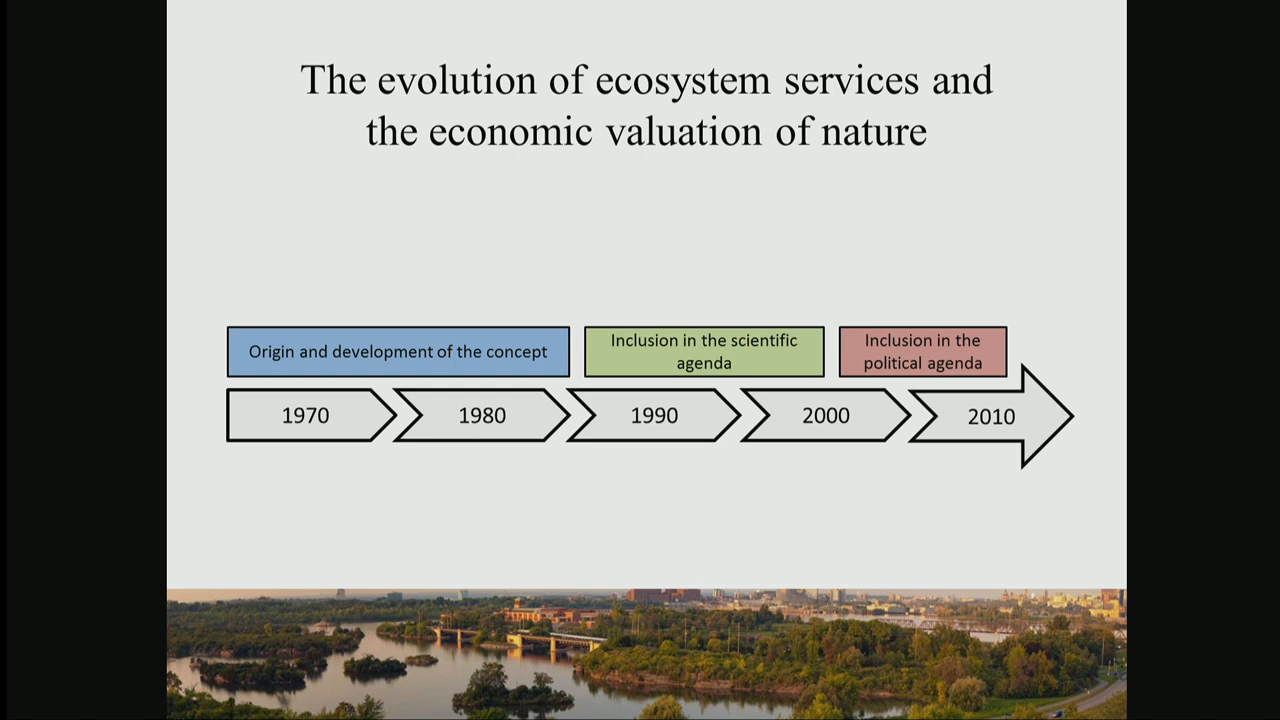 The evolution of ecosystem services and
the economic valuation of nature
Origin and development of the concept
Inclusion in the scientific
agenda
Inclusion in the
political agenda
1970
1980
1990
2000
2010